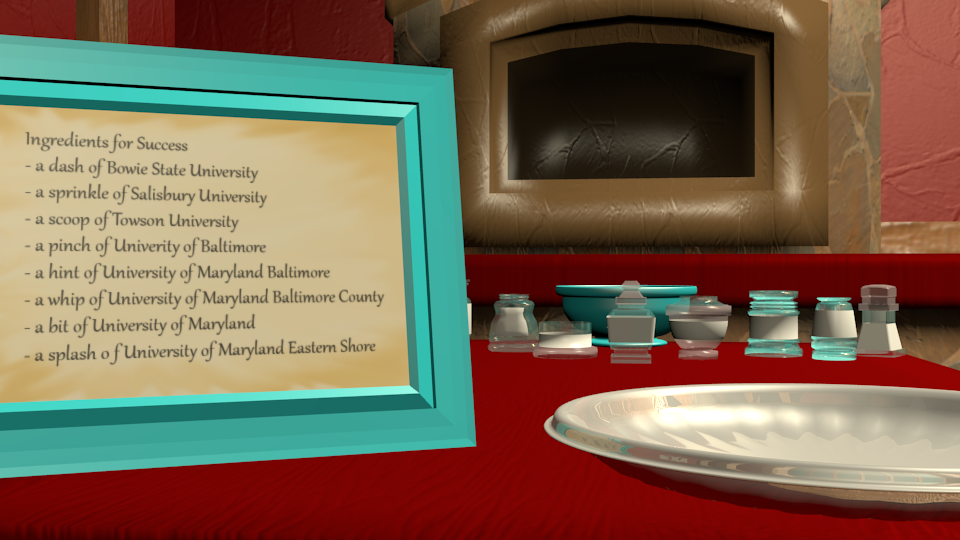 Ingredients for Success
- a dash of Bowie State University
- a sprinkle of Salisbury University
- a scoop of Towson University
- a pinch of Univerity of Baltimore
- a hint of University of Maryland Baltimore
- a whip of University of Maryland Baltimore County
- a bit of University of Maryland
- a splash o f University of Maryland Eastern Shore